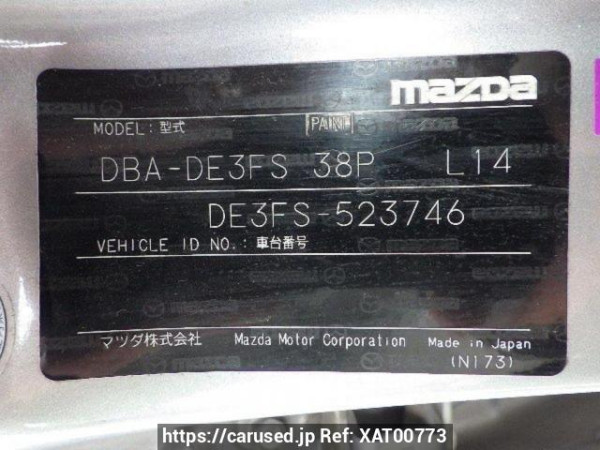 mazda
MODEL: 型式 PAINT
DBA-DE3FS 38P L14
DE3FS-523746
VEHICLE ID NO.: 車台番号
マツダ株式会社 Mazda Motor Corporation Made in Japan
(N173)
https://carused.jp Ref: XAT00773